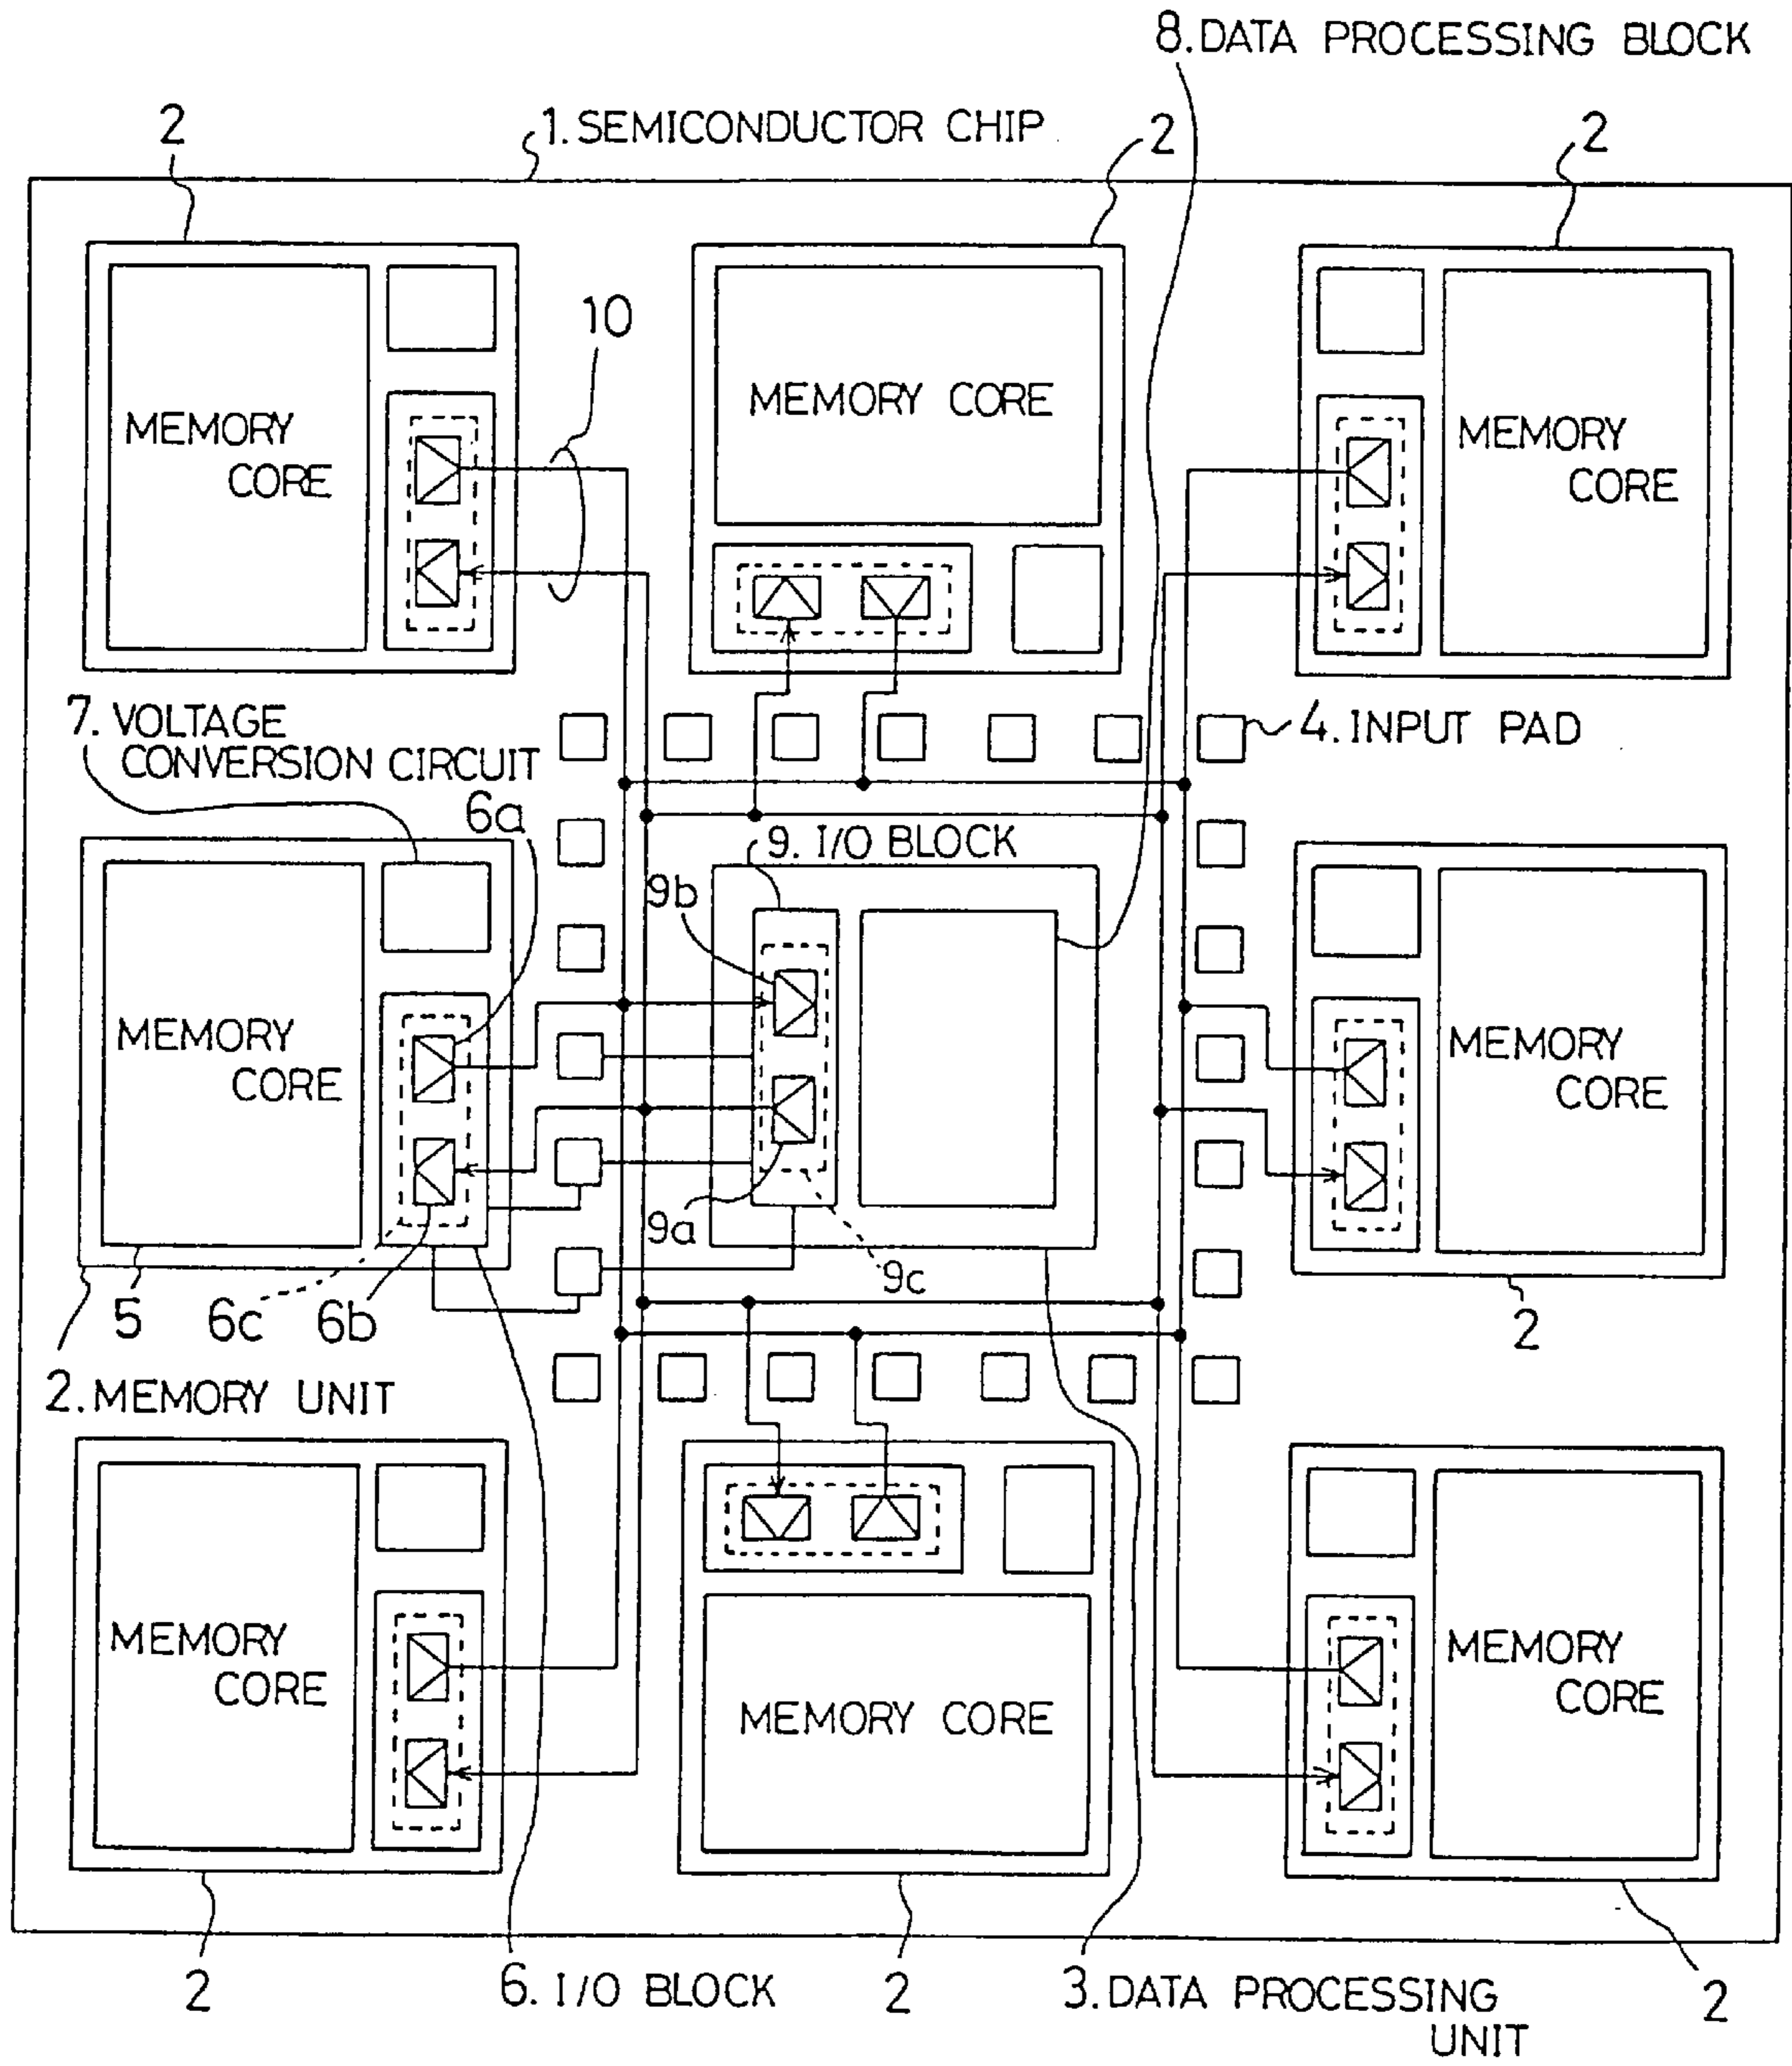 8. DATA PROCESSING BLOCK
2
1. SEMICONDUCTOR CHIP
2
2
10
MEMORY
CORE
MEMORY CORE
MEMORY
CORE
7. VOLTAGE
CONVERSION CIRCUIT
4. INPUT PAD
6a
9. I/O BLOCK
9b
MEMORY
CORE
MEMORY
CORE
9a
9c
5
6c
6b
2
2. MEMORY UNIT
MEMORY
CORE
MEMORY CORE
MEMORY
CORE
2
6. I/O BLOCK
2
3. DATA PROCESSING
UNIT
2